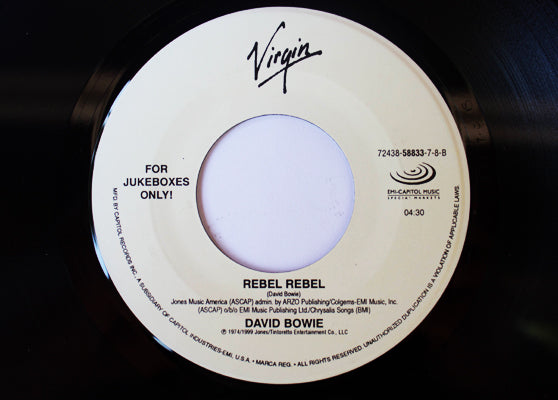 Virgin
72438-58833-7-8-B
FOR
JUKEBOXES
ONLY!
EMI-CAPITOL MUSIC
SPECIAL MARKETS
04:30
REBEL REBEL
(David Bowie)
Jones Music America (ASCAP) admin. by ARZO Publishing/Colgems-EMI Music, Inc.
(ASCAP) o/b/o EMI Music Publishing Ltd./Chrysalis Songs (BMI)
DAVID BOWIE
℗ 1974/1999 Jones/Tintoretto Entertainment Co., LLC
MFD. BY CAPITOL RECORDS INC. A SUBSIDIARY OF CAPITOL INDUSTRIES-EMI, U.S.A. • MARCA REG. • ALL RIGHTS RESERVED. UNAUTHORIZED DUPLICATION IS A VIOLATION OF APPLICABLE LAWS.